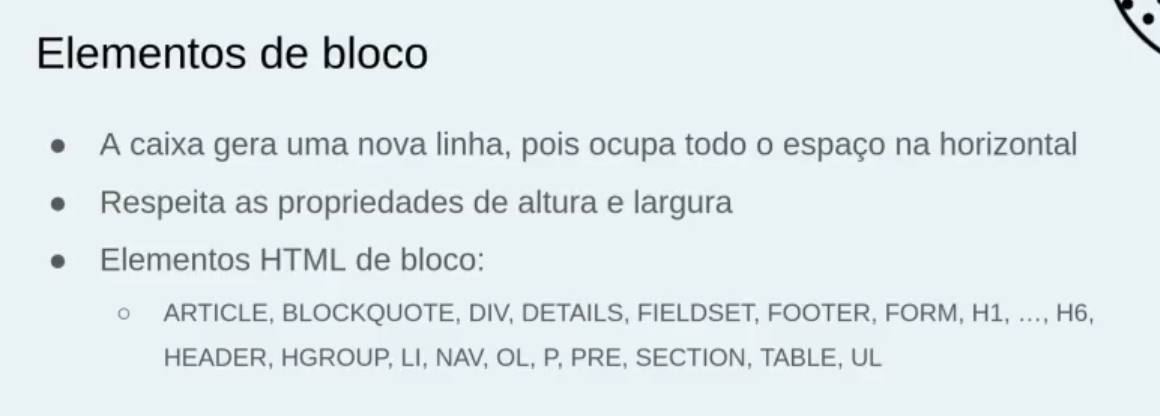 Elementos de bloco
● A caixa gera uma nova linha, pois ocupa todo o espaço na horizontal
● Respeita as propriedades de altura e largura
● Elementos HTML de bloco:
○ ARTICLE, BLOCKQUOTE, DIV, DETAILS, FIELDSET, FOOTER, FORM, H1, …, H6,
HEADER, HGROUP, LI, NAV, OL, P, PRE, SECTION, TABLE, UL